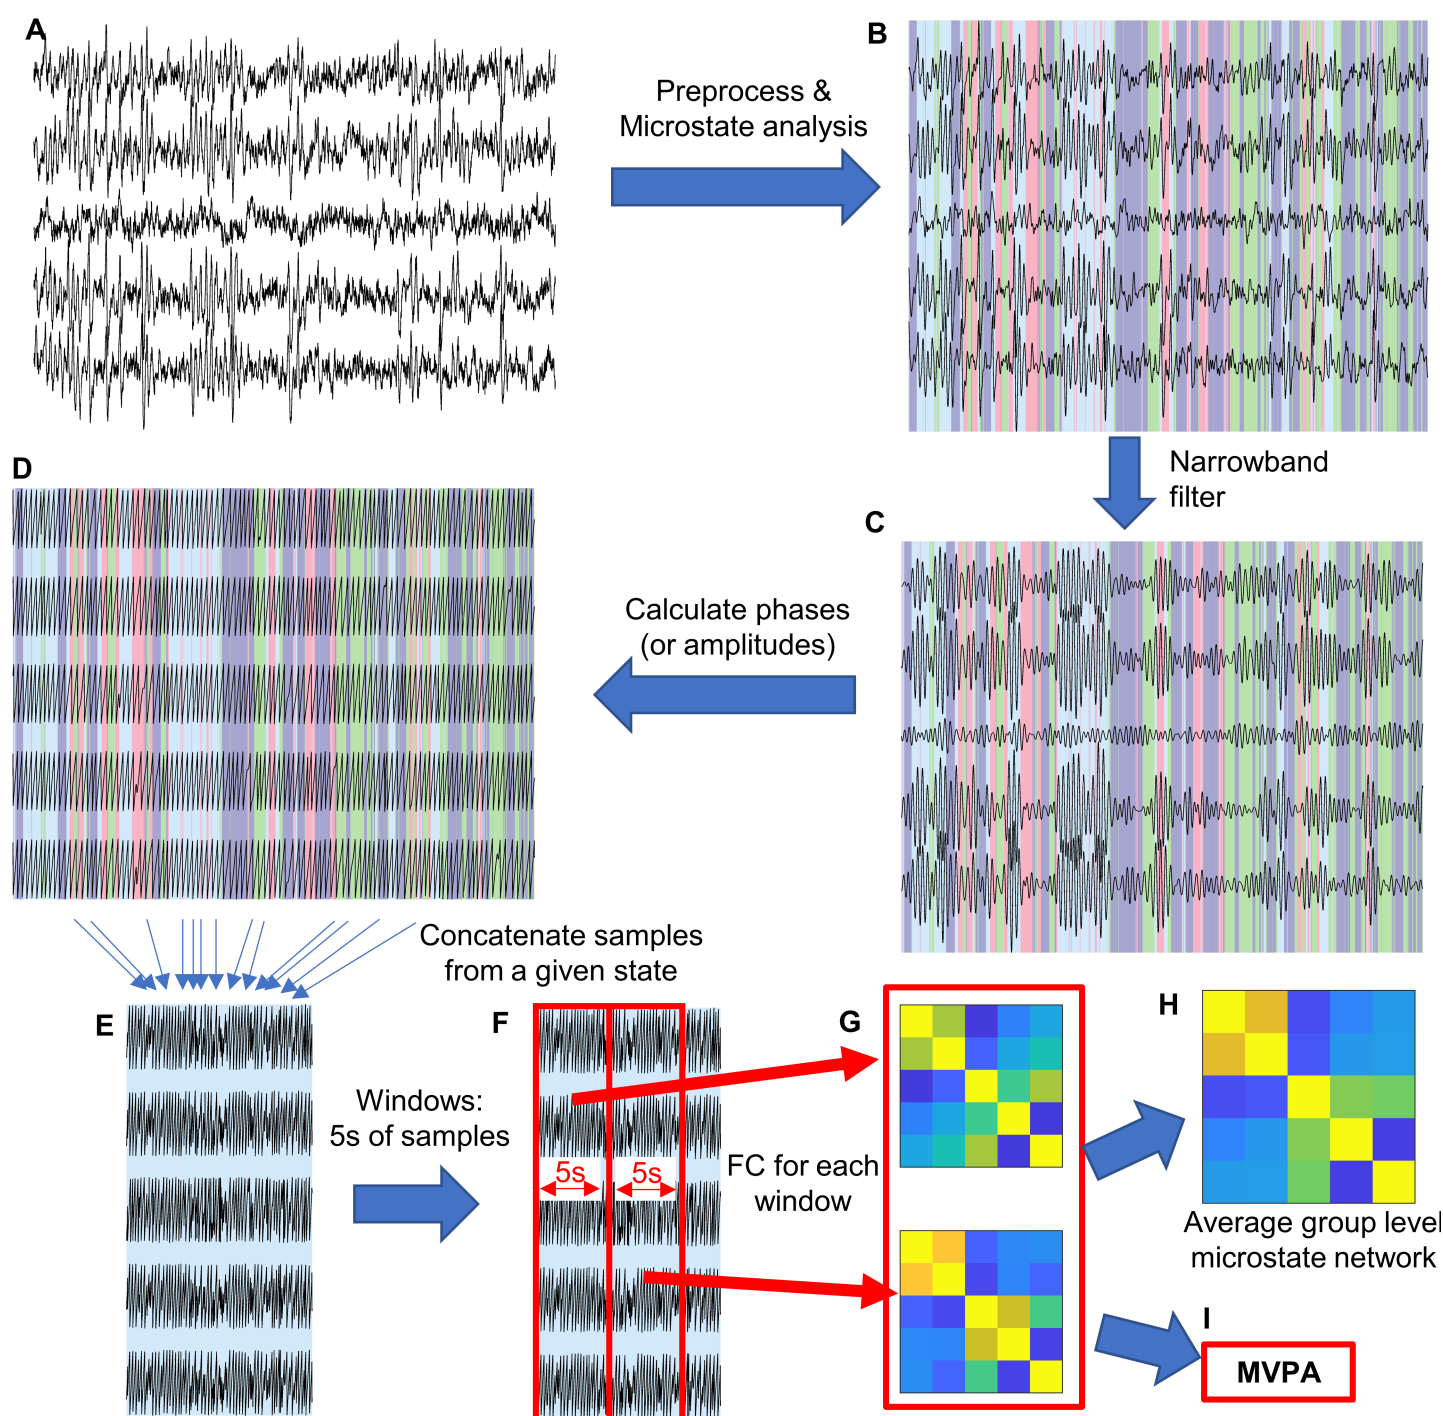 A
Preprocess &
Microstate analysis
B
Narrowband
filter
C
D
Calculate phases
(or amplitudes)
Concatenate samples
from a given state
E
Windows:
5s of samples
F
5s
5s
FC for each
window
G
H
Average group level
microstate network
I
MVPA